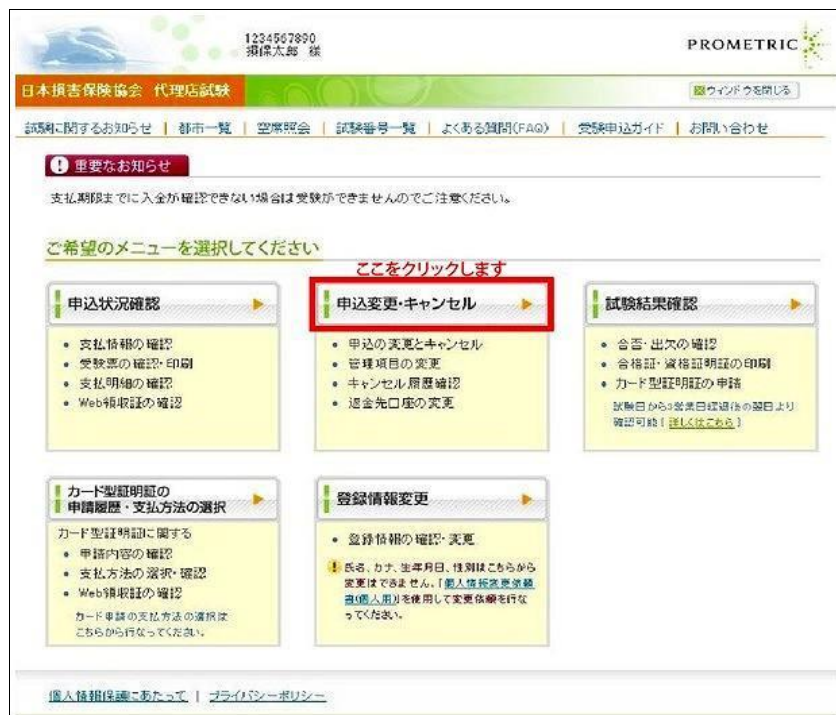 1234567890
損保太郎 様
PROMETRIC
日本損害保険協会 代理店試験
ウィンドウを閉じる
試験に関するお知らせ | 都市一覧 | 空席照会 | 試験番号一覧 | よくある質問(FAQ) | 受験申込ガイド | お問い合わせ
重要なお知らせ
支払期限までに入金が確認できない場合は受験ができませんのでご注意ください。
ご希望のメニューを選択してください
ここをクリックします
申込状況確認
• 支払情報の確認
• 受験票の確認・印刷
• 支払明細の確認
• Web領収証の確認
申込変更・キャンセル
• 申込の変更とキャンセル
• 管理項目の変更
• キャンセル履歴確認
• 返金先口座の変更
試験結果確認
• 合否・出欠の確認
• 合格証・資格証明証の印刷
• カード型証明証の申請
試験日から3営業日経過後の翌日より
確認可能 [ 詳しくはこちら ]
カード型証明証の
申請履歴・支払方法の選択
カード型証明証に関する
• 申請内容の確認
• 支払方法の選択・確認
• Web領収証の確認
カード申請の支払方法の選択は
こちらから行なってください。
登録情報変更
• 登録情報の確認・変更
氏名、カナ、生年月日、性別はこちらから
変更はできません。「個人情報変更依頼
書(個人用)」を使用して変更依頼を行な
ってください。
個人情報保護にあたって | プライバシーポリシー